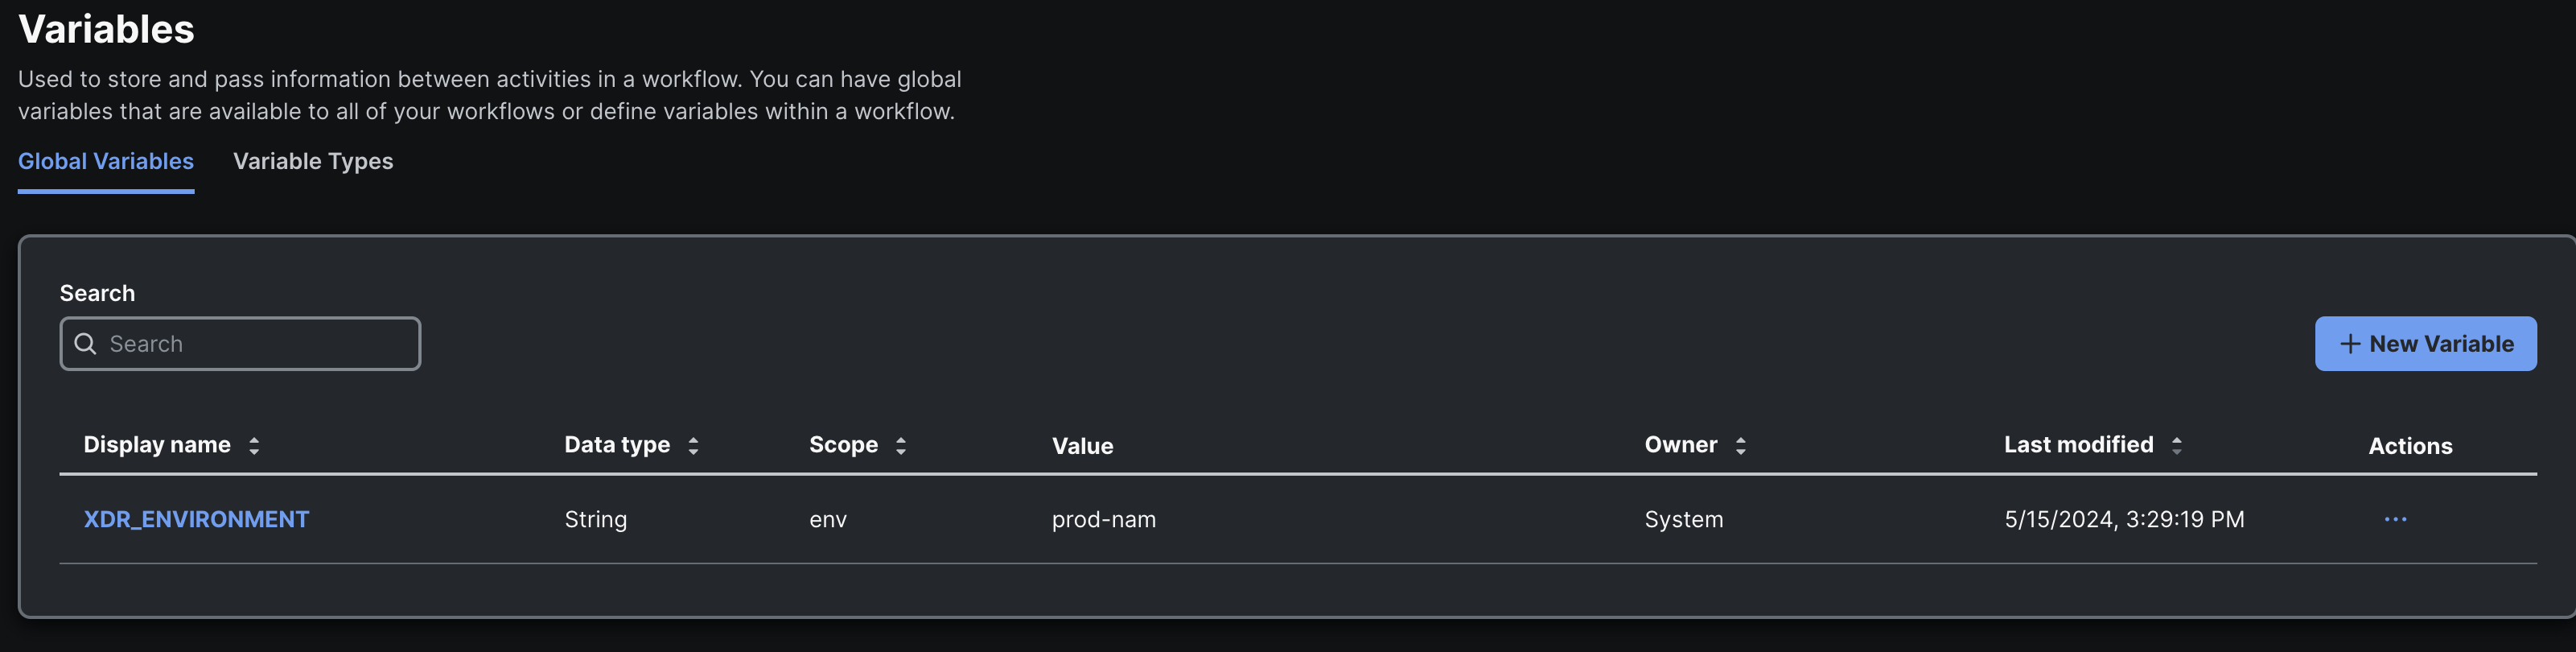 Variables
Used to store and pass information between activities in a workflow. You can have global
variables that are available to all of your workflows or define variables within a workflow.
Global Variables Variable Types
Search
Search
New Variable
Display name Data type Scope Value Owner Last modified Actions
XDR_ENVIRONMENT String env prod-nam System 5/15/2024, 3:29:19 PM ...